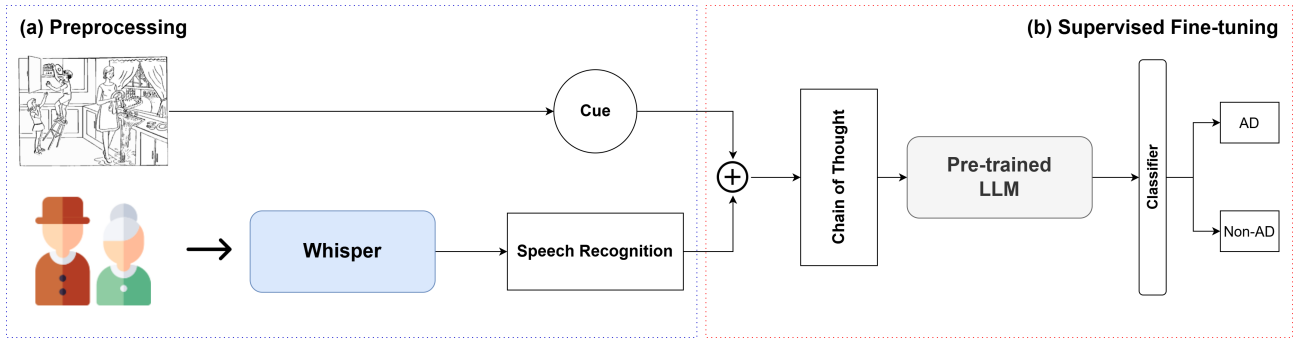 (a) Preprocessing
(b) Supervised Fine-tuning
Cue
Whisper
Speech Recognition
Chain of Thought
Pre-trained
LLM
Classifier
AD
Non-AD